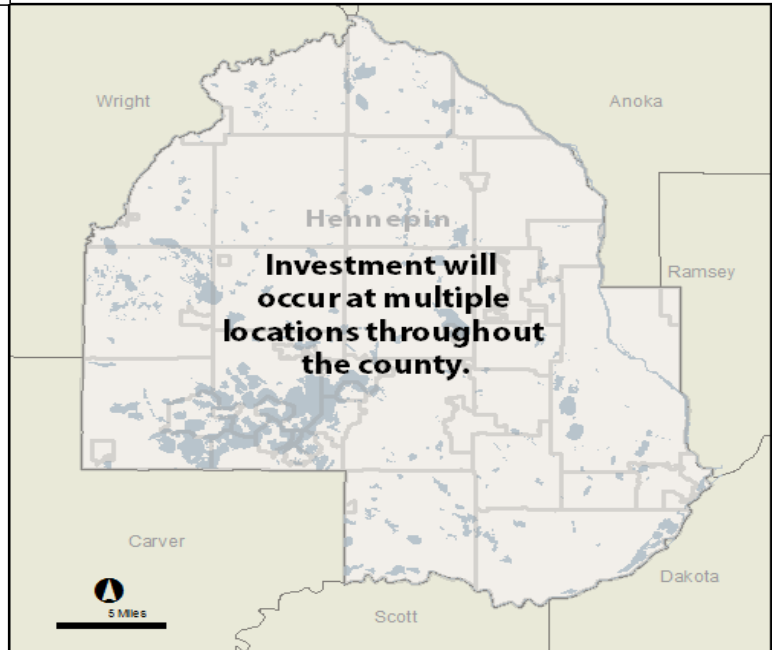 Wright
Anoka
Hennepin
Investment will
occur at multiple
locations throughout
the county.
Ramsey
Carver
Dakota
5 Miles
Scott